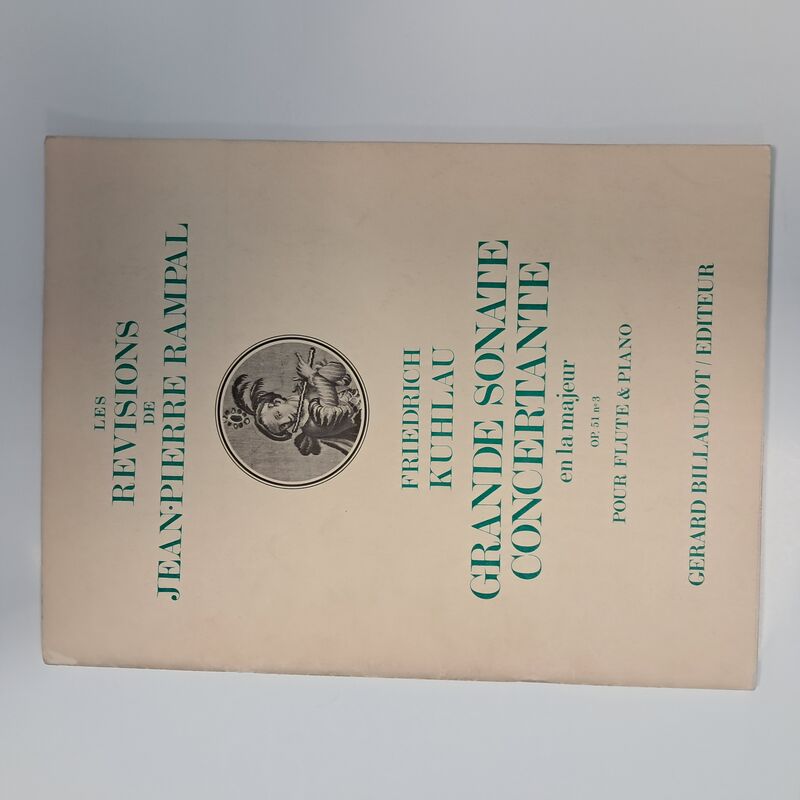 LES
REVISIONS
DE
JEAN-PIERRE RAMPAL
FRIEDRICH
KUHLAU
GRANDE SONATE
CONCERTANTE
en la majeur
OP. 51 nº3
POUR FLUTE & PIANO
GERARD BILLAUDOT / EDITEUR